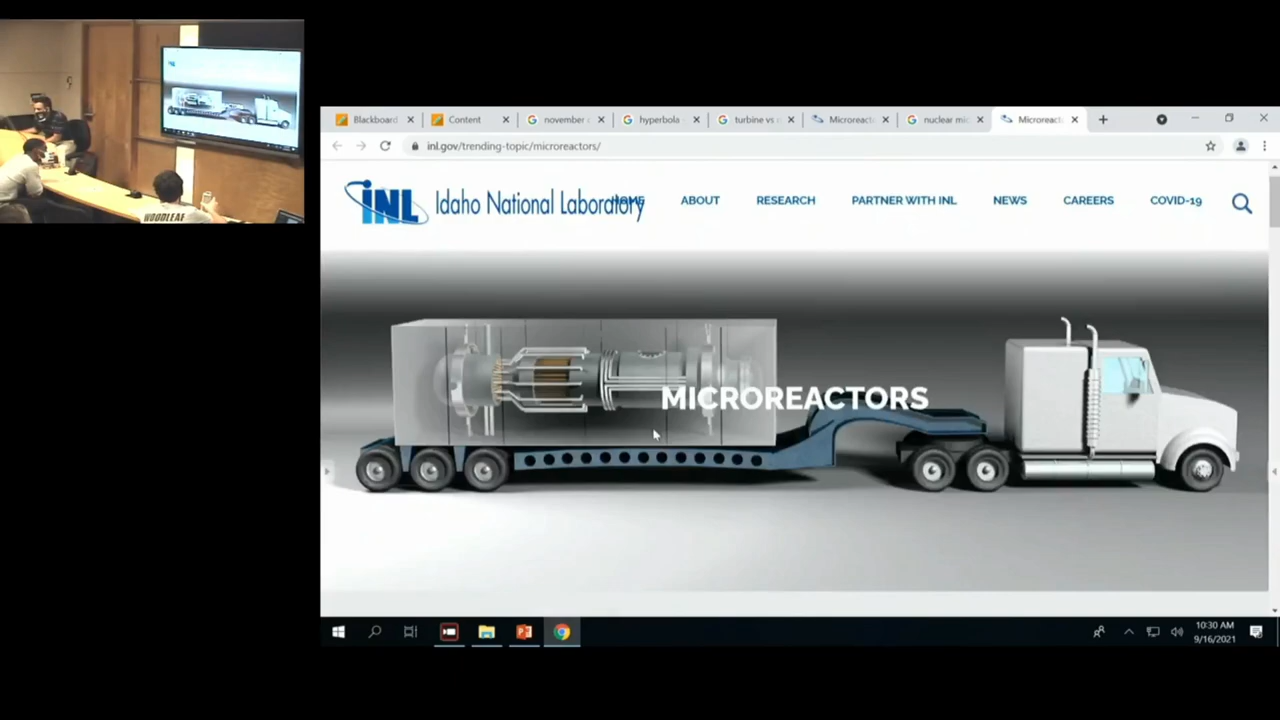 WOODLEAF
Blackboard
Content
november c
hyperbola -
turbine vs n
Microreact
nuclear mi
Microreact
inl.gov/trending-topic/microreactors/
INL Idaho National Laboratory
HOME ABOUT RESEARCH PARTNER WITH INL NEWS CAREERS COVID-19
MICROREACTORS
10:30 AM
9/16/2021